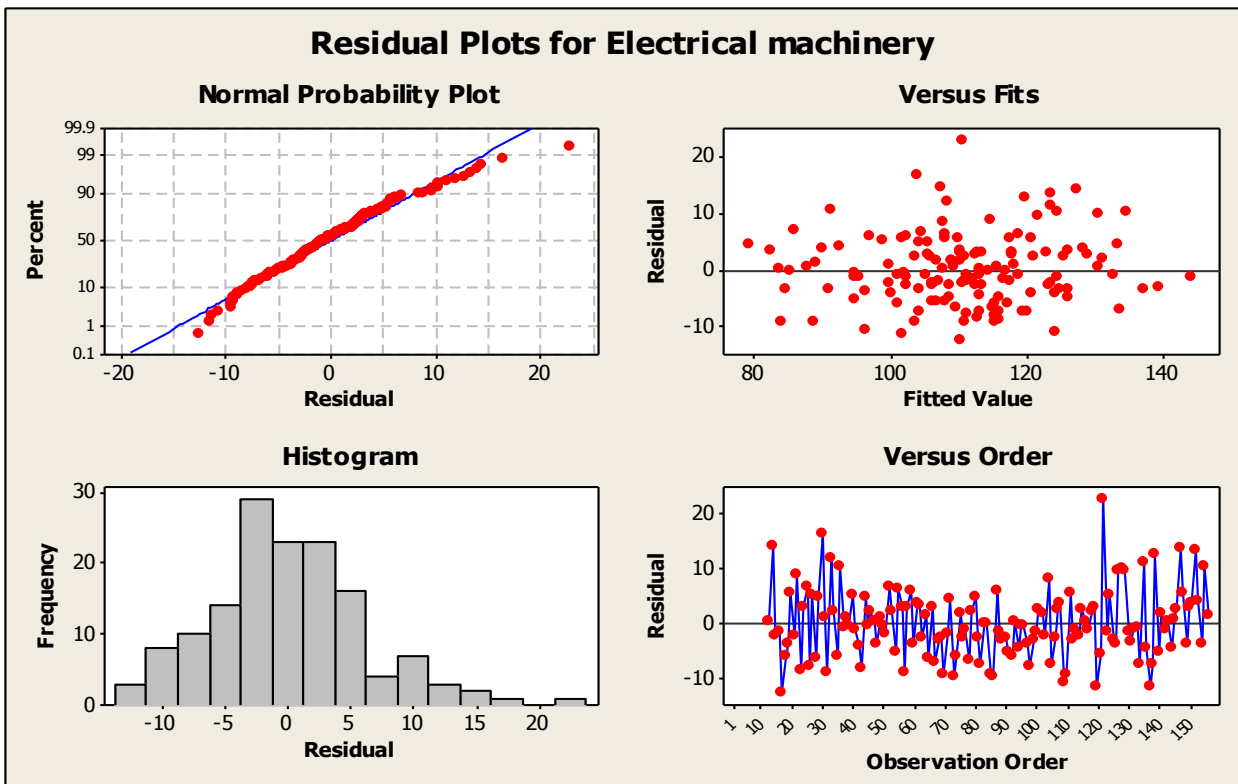 Residual Plots for Electrical machinery
Normal Probability Plot
Percent
99.9
99
90
50
10
1
0.1
-20 -10 0 10 20
Residual
Versus Fits
Residual
20
10
0
-10
80 100 120 140
Fitted Value
Histogram
Frequency
30
20
10
0
-10 -5 0 5 10 15 20
Residual
Versus Order
Residual
20
10
0
-10
1 10 20 30 40 50 60 70 80 90 100 110 120 130 140 150
Observation Order